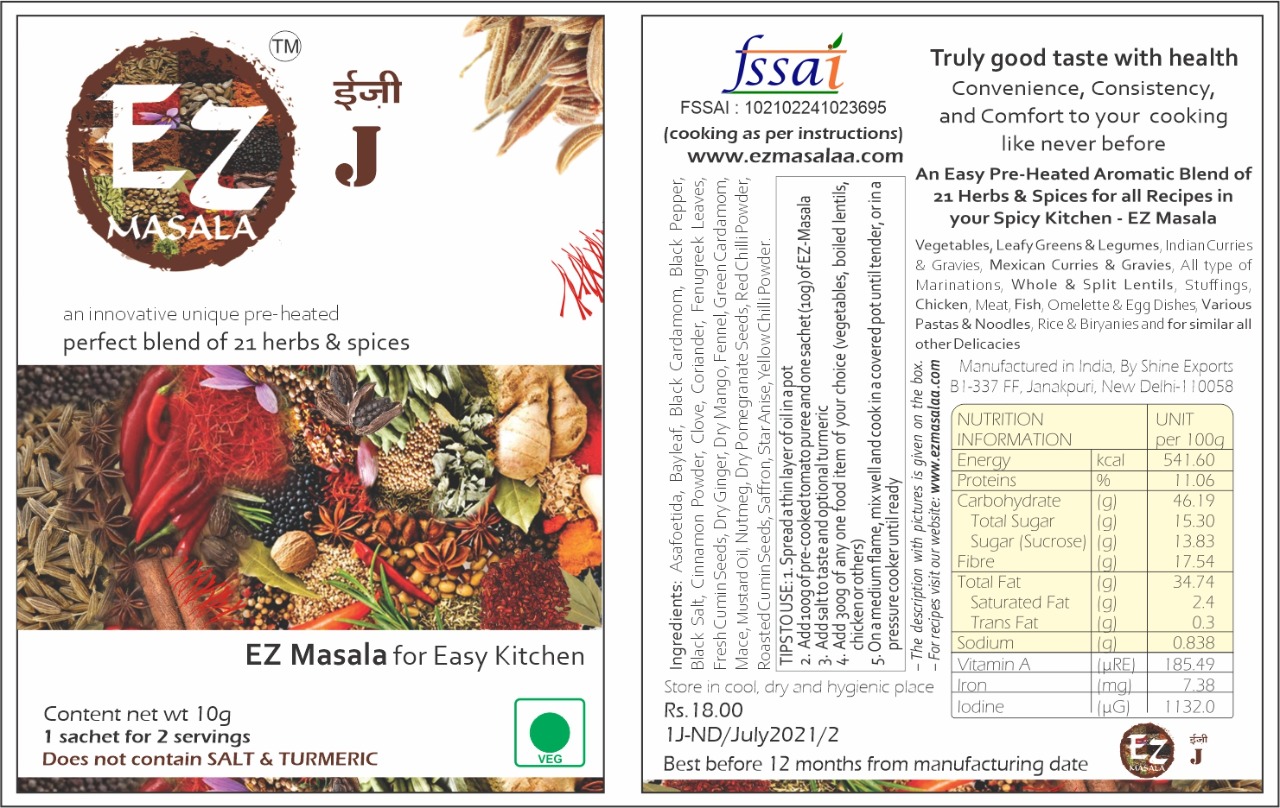 TM
EZ
MASALA
ईजी
J
an innovative unique pre-heated
perfect blend of 21 herbs & spices
EZ Masala for Easy Kitchen
Content net wt 10g
1 sachet for 2 servings
Does not contain SALT & TURMERIC
VEG
fssai
FSSAI : 102102241023695
(cooking as per instructions)
www.ezmasalaa.com
Ingredients: Asafoetida, Bayleaf, Black Cardamom, Black Pepper,
Black Salt, Cinnamon Powder, Clove, Coriander, Fenugreek Leaves,
Fresh Cumin Seeds, Dry Ginger, Dry Mango, Fennel, Green Cardamom,
Mace, Mustard Oil, Nutmeg, Dry Pomegranate Seeds, Red Chilli Powder,
Roasted Cumin Seeds, Saffron, Star Anise, Yellow Chilli Powder.
TIPS TO USE: 1. Spread a thin layer of oil in a pot
2. Add 100g of pre-cooked tomato puree and one sachet (10g) of EZ-Masala
3. Add salt to taste and optional turmeric
4. Add 300g of any one food item of your choice (vegetables, boiled lentils,
chicken or others)
5. On a medium flame, mix well and cook in a covered pot until tender, or in a
pressure cooker until ready
– The description with pictures is given on the box.
– For recipes visit our website: www.ezmasalaa.com
Store in cool, dry and hygienic place
Rs.18.00
1J-ND/July2021/2
Best before 12 months from manufacturing date
Truly good taste with health
Convenience, Consistency,
and Comfort to your cooking
like never before
An Easy Pre-Heated Aromatic Blend of
21 Herbs & Spices for all Recipes in
your Spicy Kitchen - EZ Masala
Vegetables, Leafy Greens & Legumes, Indian Curries
& Gravies, Mexican Curries & Gravies, All type of
Marinations, Whole & Split Lentils, Stuffings,
Chicken, Meat, Fish, Omelette & Egg Dishes, Various
Pastas & Noodles, Rice & Biryanies and for similar all
other Delicacies
Manufactured in India, By Shine Exports
B1-337 FF, Janakpuri, New Delhi-110058
NUTRITION INFORMATION UNIT per 100g
Energy kcal 541.60
Proteins % 11.06
Carbohydrate (g) 46.19
Total Sugar (g) 15.30
Sugar (Sucrose) (g) 13.83
Fibre (g) 17.54
Total Fat (g) 34.74
Saturated Fat (g) 2.4
Trans Fat (g) 0.3
Sodium (g) 0.838
Vitamin A (µRE) 185.49
Iron (mg) 7.38
Iodine (µG) 1132.0
EZ
MASALA
ईजी
J